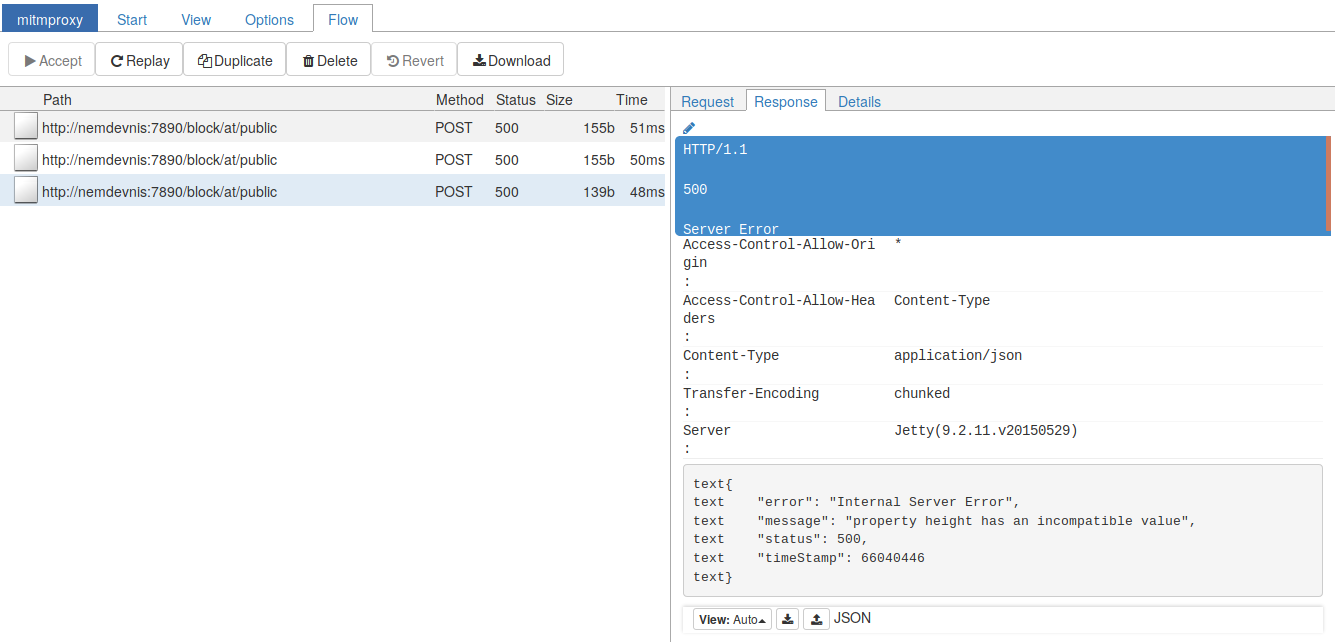 mitmproxy Start View Options Flow
Accept Replay Duplicate Delete Revert Download
Path Method Status Size Time
http://nemdevnis:7890/block/at/public POST 500 155b 51ms
http://nemdevnis:7890/block/at/public POST 500 155b 50ms
http://nemdevnis:7890/block/at/public POST 500 139b 48ms
Request Response Details
HTTP/1.1
500
Server Error
Access-Control-Allow-Ori *
gin
:
Access-Control-Allow-Hea Content-Type
ders
:
Content-Type application/json
:
Transfer-Encoding chunked
:
Server Jetty(9.2.11.v20150529)
:
text{
text    "error": "Internal Server Error",
text    "message": "property height has an incompatible value",
text    "status": 500,
text    "timeStamp": 66040446
text}
View: Auto JSON